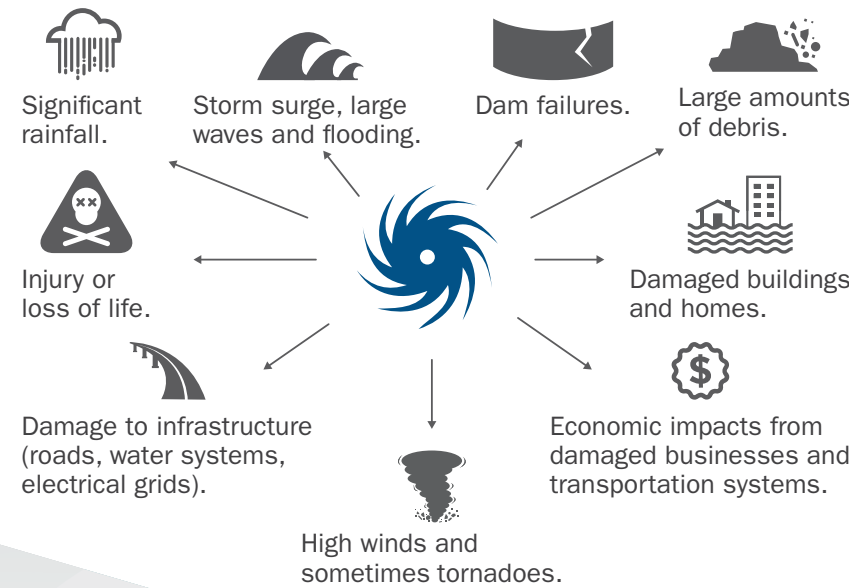 Significant
rainfall.
Storm surge, large
waves and flooding.
Dam failures.
Large amounts
of debris.
Injury or
loss of life.
Damaged buildings
and homes.
Damage to infrastructure
(roads, water systems,
electrical grids).
$
Economic impacts from
damaged businesses and
transportation systems.
High winds and
sometimes tornadoes.